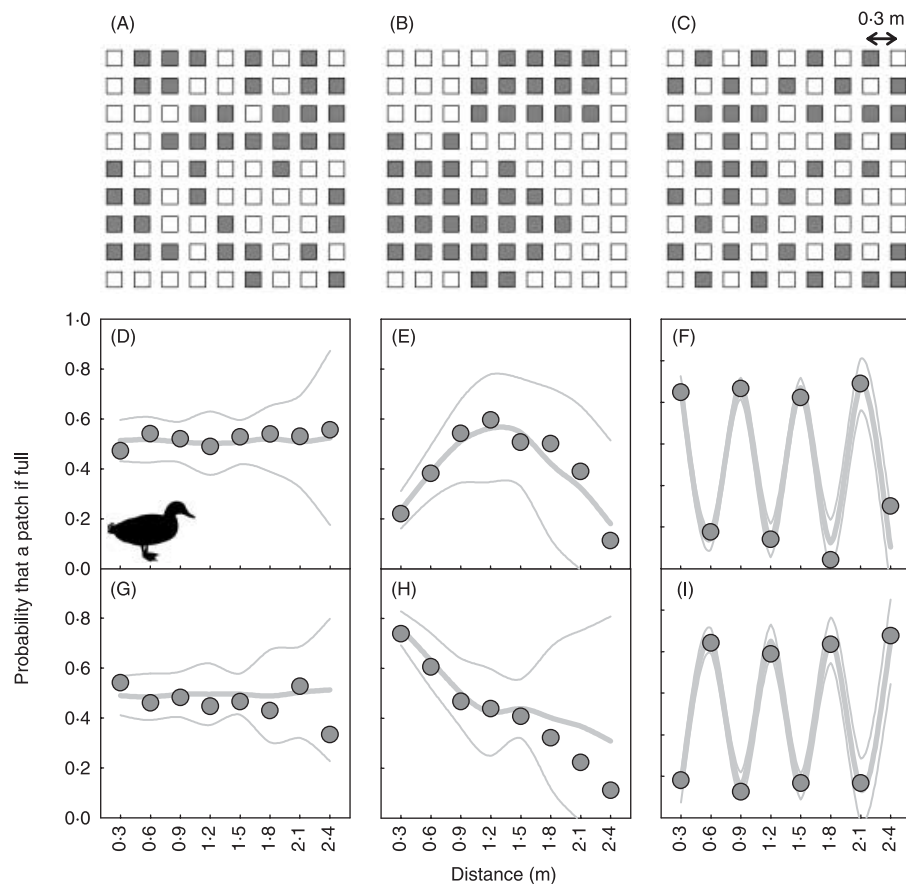 (A) (B) (C) 0·3 m
1·0 (D) (E) (F)
0·8
0·6
0·4
0·2
0·0
(G) (H) (I)
0·8
0·6
0·4
0·2
0·0
Probability that a patch if full
0·3 0·6 0·9 1·2 1·5 1·8 2·1 2·4 0·3 0·6 0·9 1·2 1·5 1·8 2·1 2·4 0·3 0·6 0·9 1·2 1·5 1·8 2·1 2·4
Distance (m)